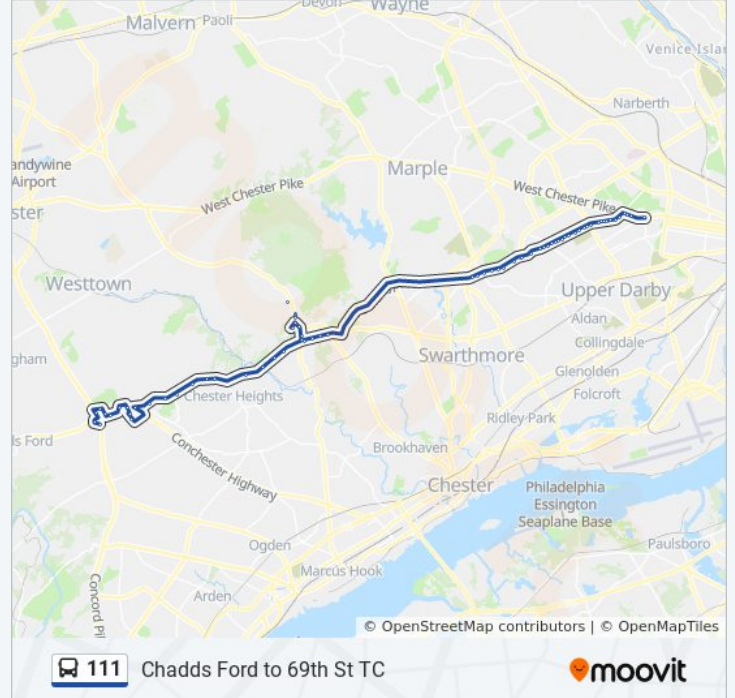 Devon
Wayne
Malvern
Paoli
Venice Islan
Narberth
andywine
Airport
Marple
West Chester Pike
West Chester Pike
ster
Westtown
Upper Darby
Aldan
Collingdale
Swarthmore
gham
Glenolden
Folcroft
Chester Heights
Ridley Park
ds Ford
Conchester Highway
Brookhaven
Chester
Philadelphia
Essington
Seaplane Base
Ogden
Paulsboro
Marcus Hook
Concord Pi
Arden
© OpenStreetMap contributors | © OpenMapTiles
111 Chadds Ford to 69th St TC
moovit